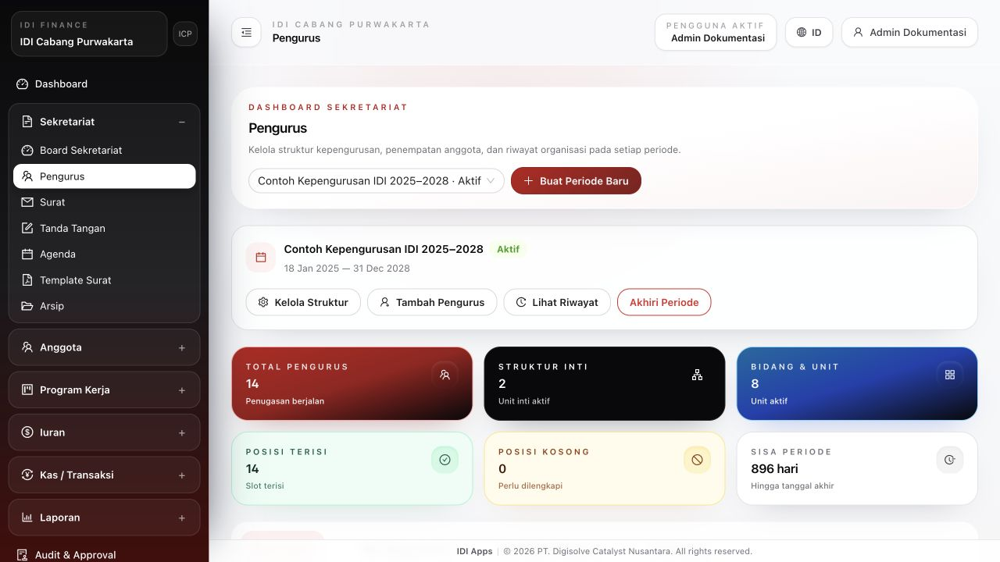 IDI FINANCE
IDI Cabang Purwakarta
ICP
Dashboard
Sekretariat
Board Sekretariat
Pengurus
Surat
Tanda Tangan
Agenda
Template Surat
Arsip
Anggota
Program Kerja
Iuran
Kas / Transaksi
Laporan
Audit & Approval
IDI CABANG PURWAKARTA
Pengurus
PENGGUNA AKTIF
Admin Dokumentasi
ID
Admin Dokumentasi
DASHBOARD SEKRETARIAT
Pengurus
Kelola struktur kepengurusan, penempatan anggota, dan riwayat organisasi pada setiap periode.
Contoh Kepengurusan IDI 2025–2028 · Aktif
Buat Periode Baru
Contoh Kepengurusan IDI 2025–2028 Aktif
18 Jan 2025 — 31 Dec 2028
Kelola Struktur
Tambah Pengurus
Lihat Riwayat
Akhiri Periode
TOTAL PENGURUS
14
Penugasan berjalan
STRUKTUR INTI
2
Unit inti aktif
BIDANG & UNIT
8
Unit aktif
POSISI TERISI
14
Slot terisi
POSISI KOSONG
0
Perlu dilengkapi
SISA PERIODE
896 hari
Hingga tanggal akhir
IDI Apps | © 2026 PT. Digisolve Catalyst Nusantara. All rights reserved.